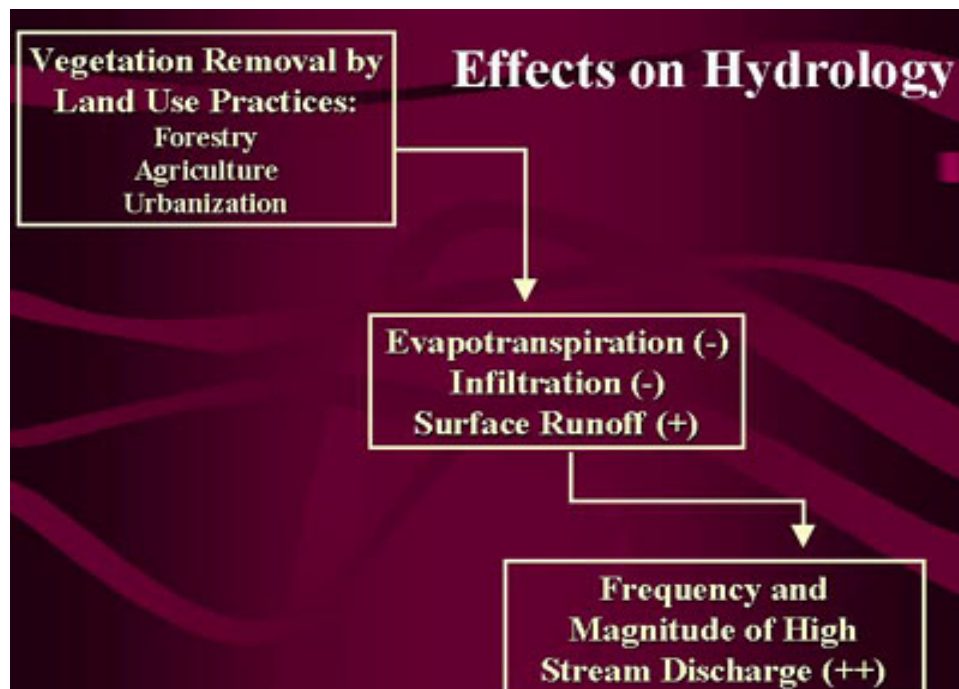 Effects on Hydrology
Vegetation Removal by
Land Use Practices:
Forestry
Agriculture
Urbanization
Evapotranspiration (-)
Infiltration (-)
Surface Runoff (+)
Frequency and
Magnitude of High
Stream Discharge (++)